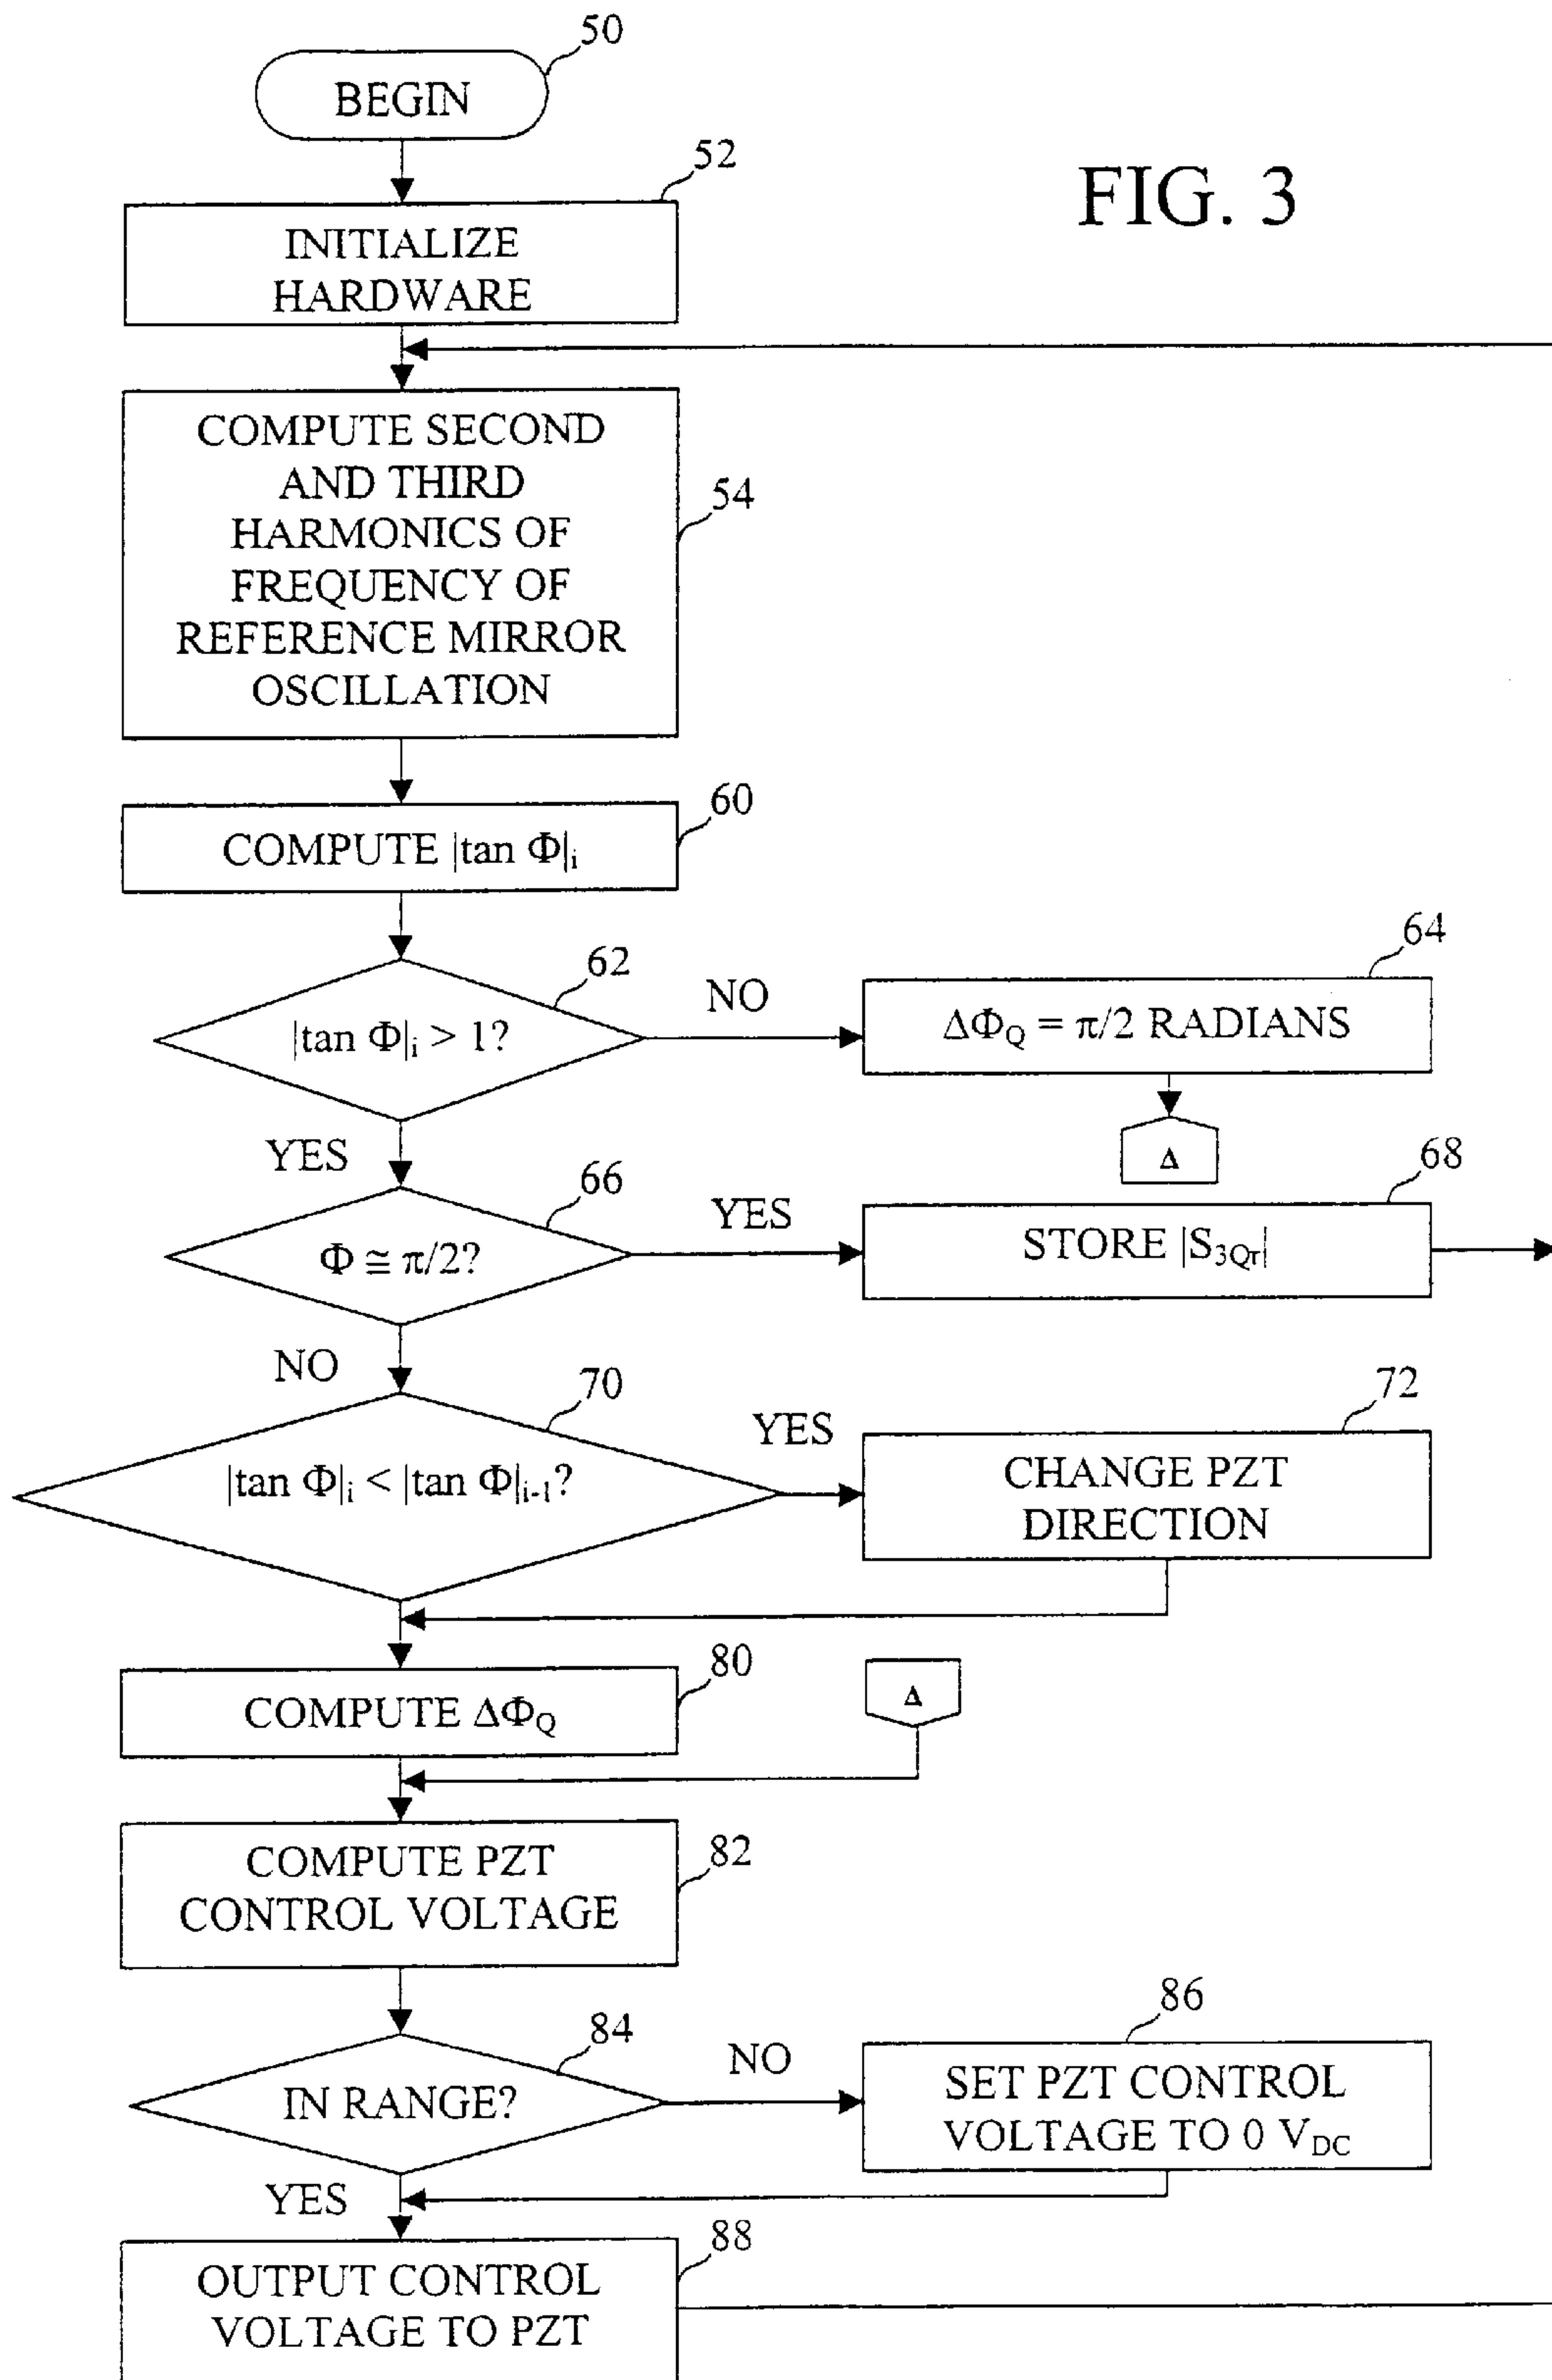 50
BEGIN
52
FIG. 3
INITIALIZE
HARDWARE
COMPUTE SECOND
AND THIRD
HARMONICS OF
FREQUENCY OF
REFERENCE MIRROR
OSCILLATION
54
60
COMPUTE |tan Φ|i
62
|tan Φ|i > 1?
NO
64
ΔΦQ = π/2 RADIANS
Δ
YES
66
Φ ≅ π/2?
YES
68
STORE |S3Qr|
NO
70
|tan Φ|i < |tan Φ|i-1?
YES
72
CHANGE PZT
DIRECTION
80
COMPUTE ΔΦQ
Δ
82
COMPUTE PZT
CONTROL VOLTAGE
84
IN RANGE?
NO
86
SET PZT CONTROL
VOLTAGE TO 0 VDC
YES
88
OUTPUT CONTROL
VOLTAGE TO PZT